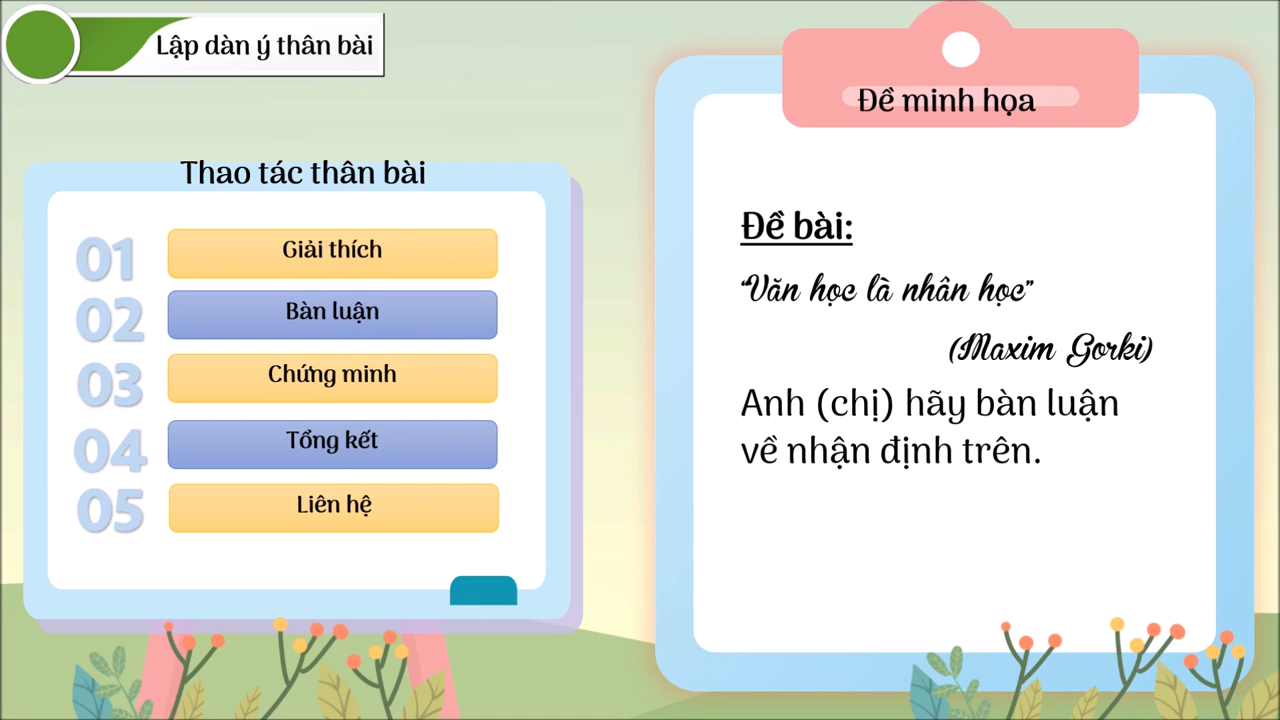 Lập dàn ý thân bài
Thao tác thân bài
01 Giải thích
02 Bàn luận
03 Chứng minh
04 Tổng kết
05 Liên hệ
Đề minh họa
Đề bài:
“Văn học là nhân học”
(Maxim Gorki)
Anh (chị) hãy bàn luận
về nhận định trên.